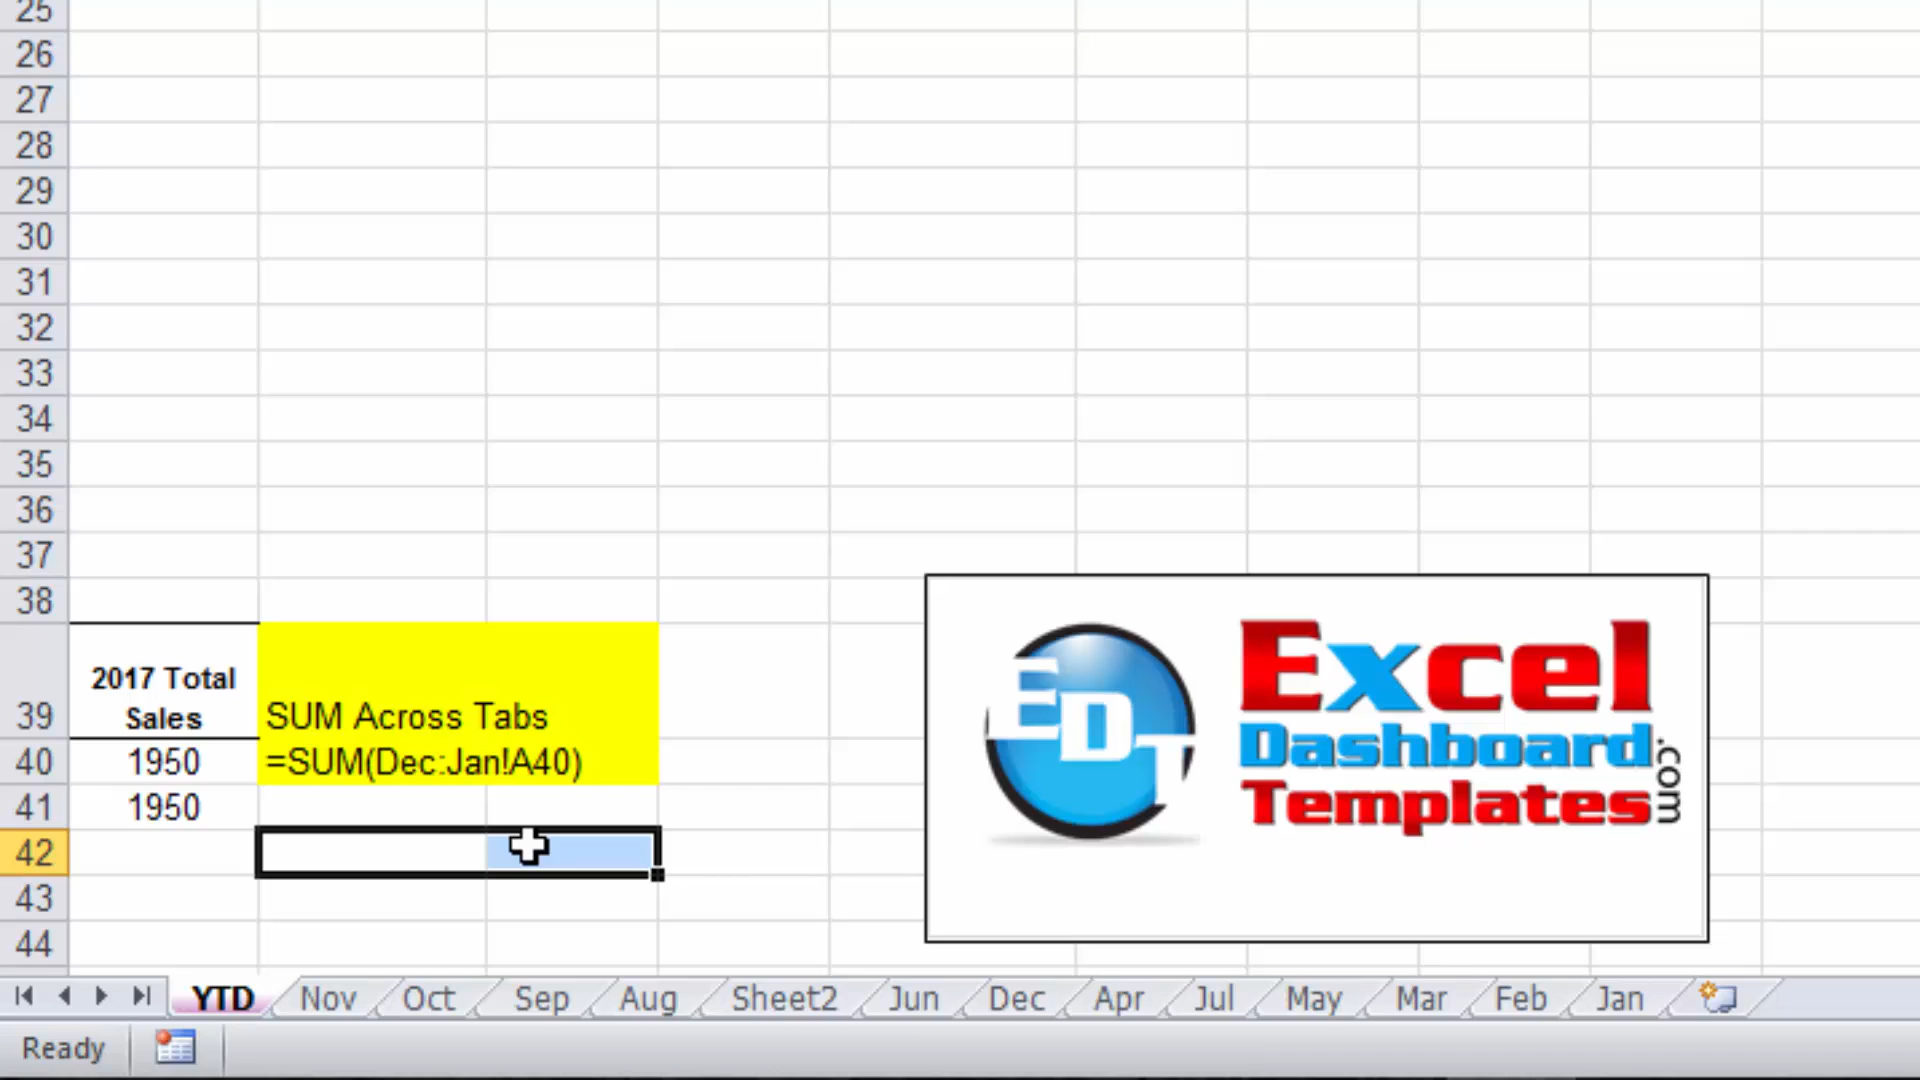 25
26
27
28
29
30
31
32
33
34
35
36
37
38
39 2017 Total Sales SUM Across Tabs
40 1950 =SUM(Dec:Jan!A40)
41 1950
42
43
44
EDT
Excel
Dashboard
Templates
.com
YTD Nov Oct Sep Aug Sheet2 Jun Dec Apr Jul May Mar Feb Jan
Ready